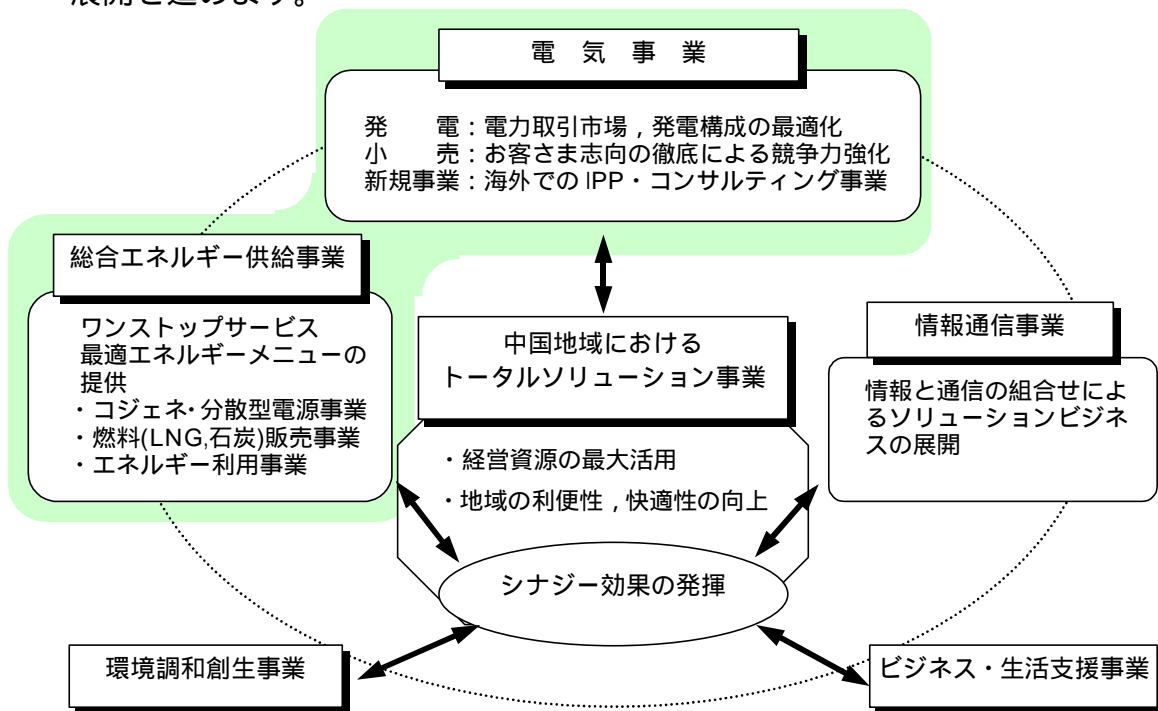 展開を進めます。
電 気 事 業
発 電：電力取引市場，発電構成の最適化
小 売：お客さま志向の徹底による競争力強化
新規事業：海外でのIPP・コンサルティング事業
総合エネルギー供給事業
ワンストップサービス
最適エネルギーメニューの
提供
・コジェネ・分散型電源事業
・燃料(LNG,石炭)販売事業
・エネルギー利用事業
中国地域における
トータルソリューション事業
・経営資源の最大活用
・地域の利便性，快適性の向上
シナジー効果の発揮
情報通信事業
情報と通信の組合せによ
るソリューションビジネ
スの展開
環境調和創生事業
ビジネス・生活支援事業